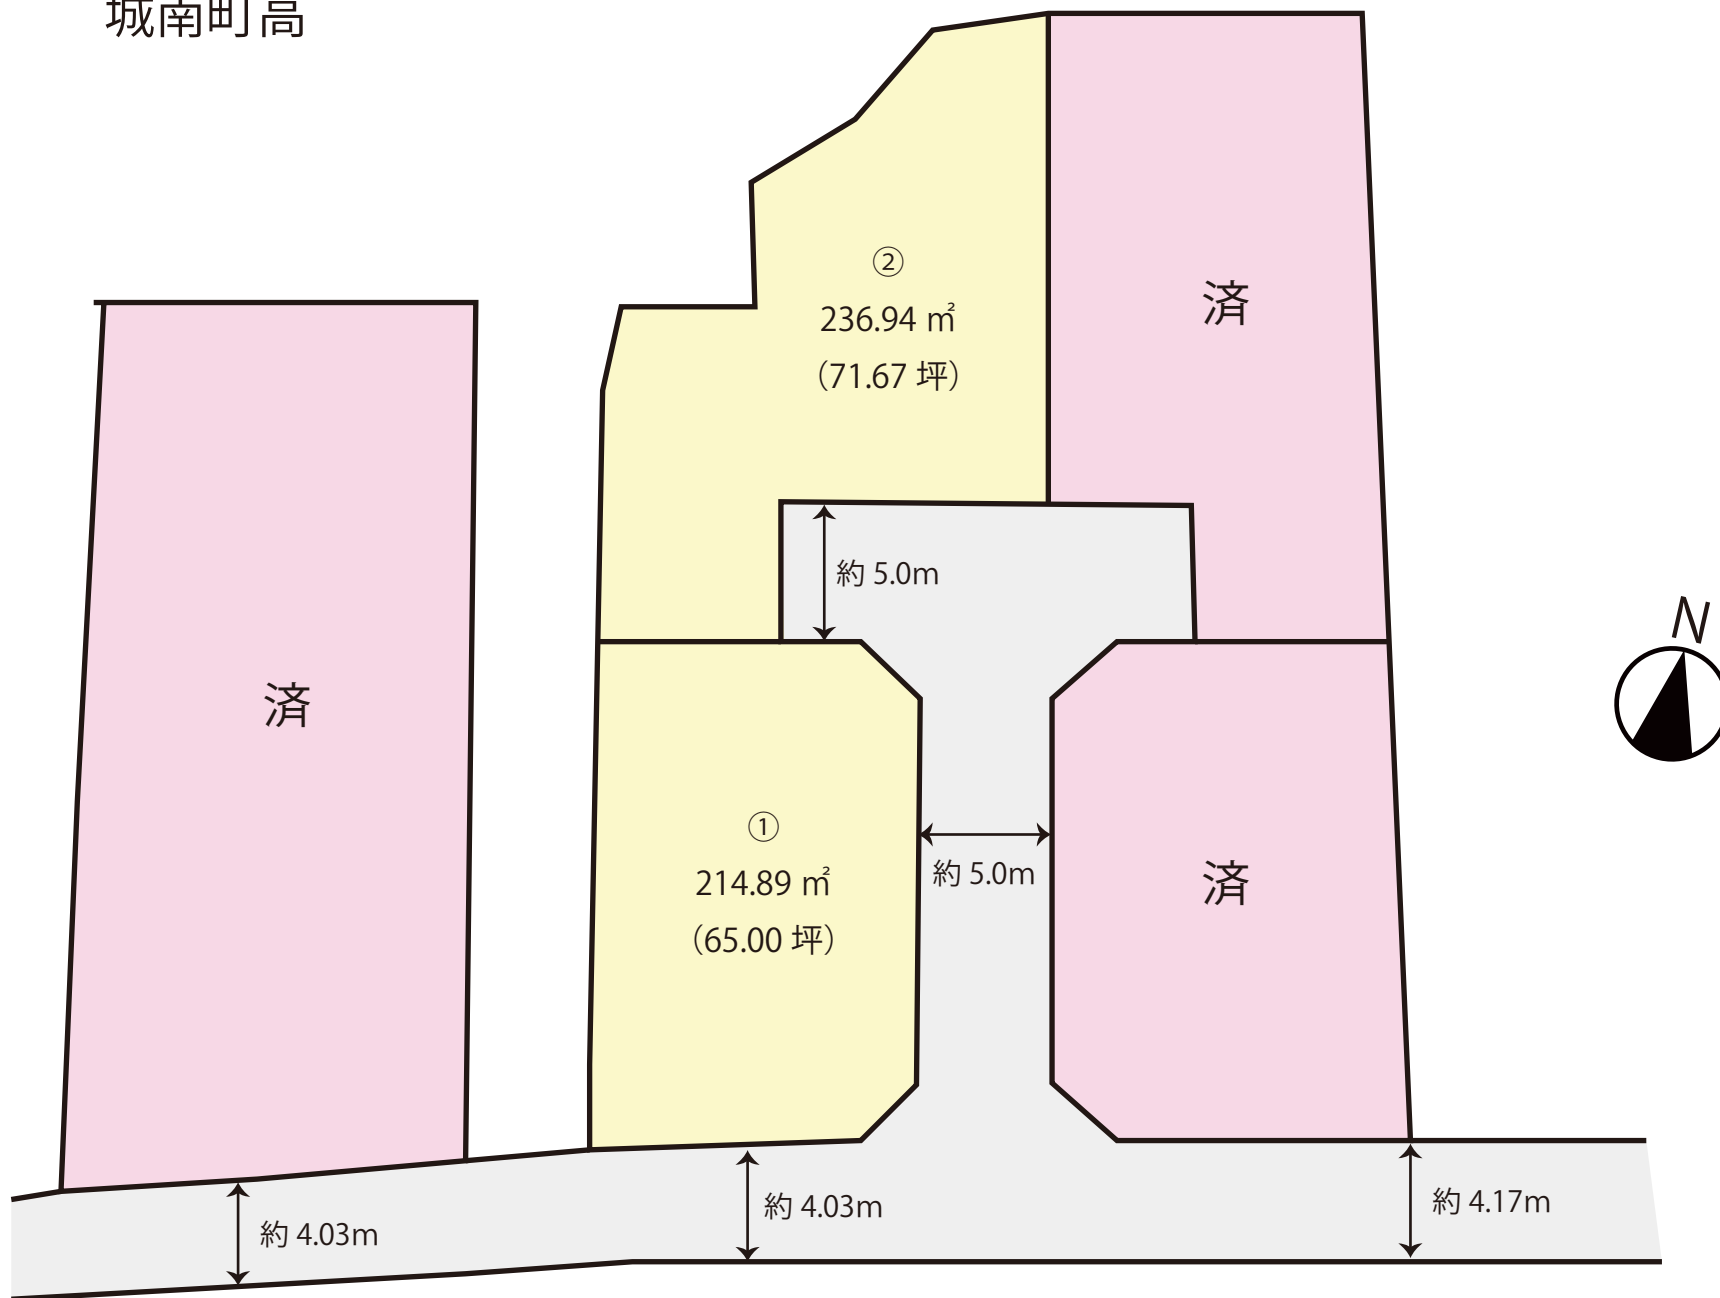 城南町高
②
236.94 ㎡
（71.67 坪）
済
約 5.0m
N
済
①
214.89 ㎡
（65.00 坪）
約 5.0m
済
約 4.03m
約 4.03m
約 4.17m